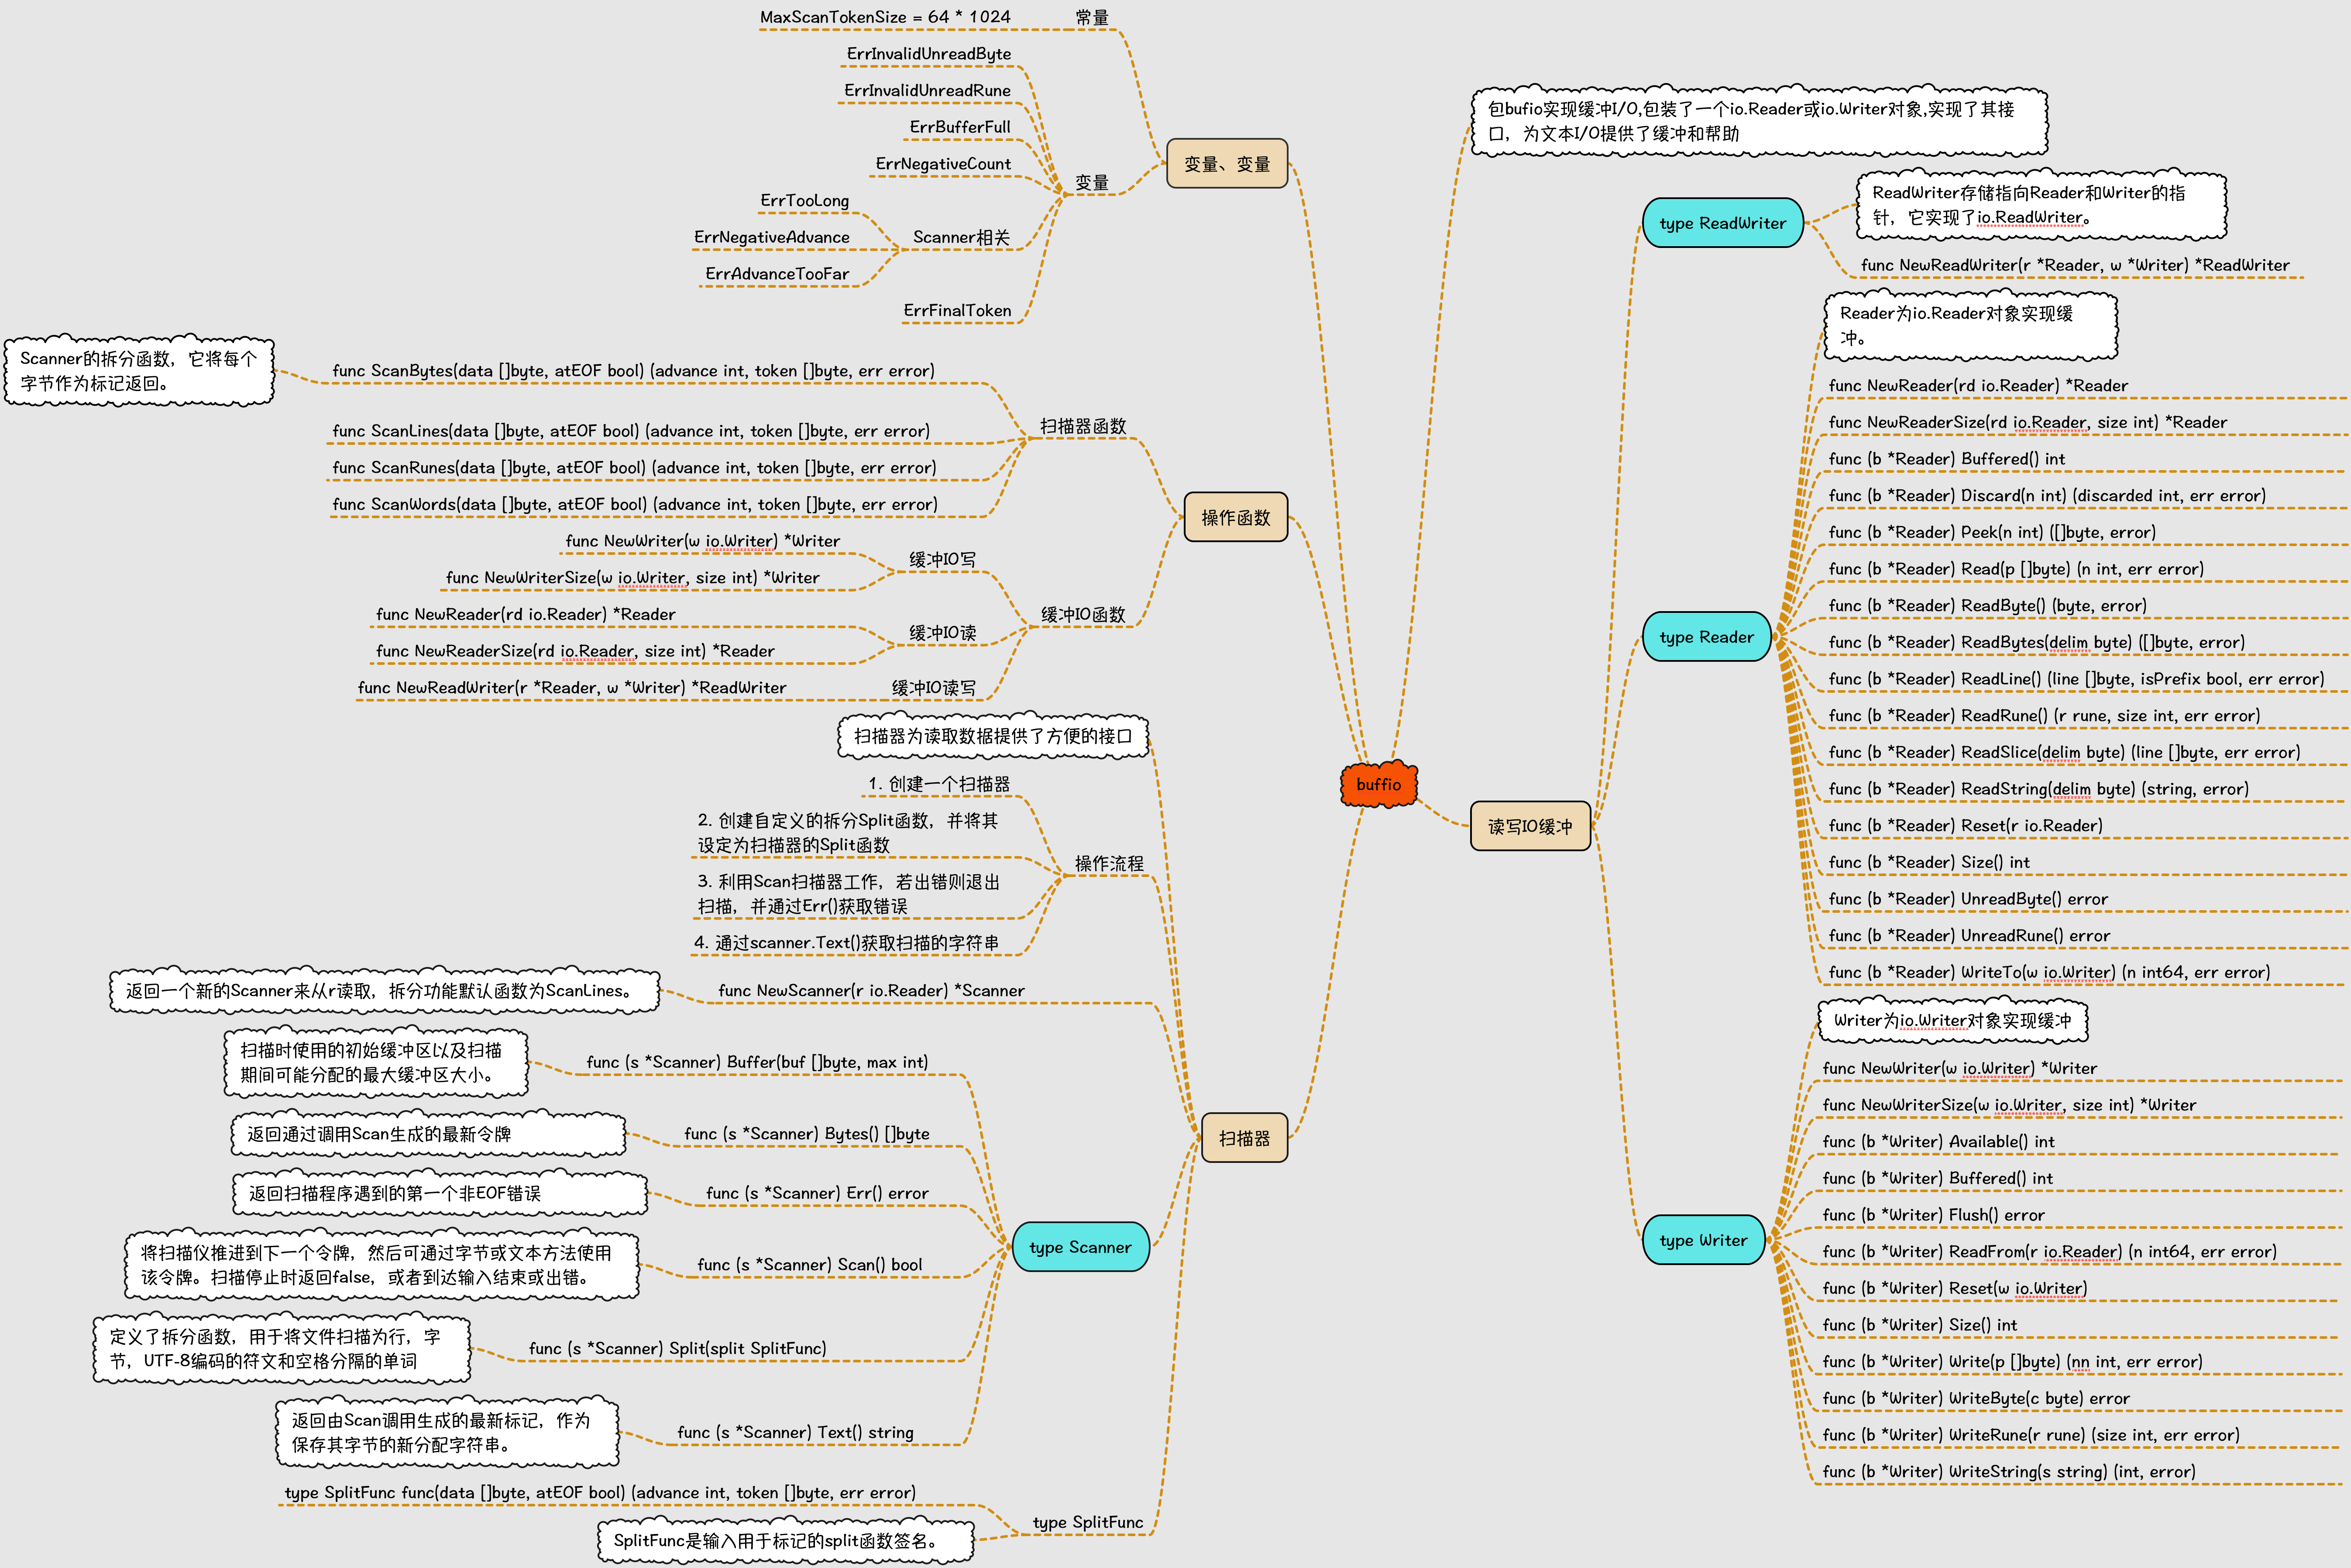 buffio
变量、变量
常量
MaxScanTokenSize = 64 * 1024
变量
ErrInvalidUnreadByte
ErrInvalidUnreadRune
ErrBufferFull
ErrNegativeCount
Scanner相关
ErrTooLong
ErrNegativeAdvance
ErrAdvanceTooFar
ErrFinalToken
操作函数
扫描器函数
func ScanBytes(data []byte, atEOF bool) (advance int, token []byte, err error)
Scanner的拆分函数，它将每个
字节作为标记返回。
func ScanLines(data []byte, atEOF bool) (advance int, token []byte, err error)
func ScanRunes(data []byte, atEOF bool) (advance int, token []byte, err error)
func ScanWords(data []byte, atEOF bool) (advance int, token []byte, err error)
缓冲IO函数
缓冲IO写
func NewWriter(w io.Writer) *Writer
func NewWriterSize(w io.Writer, size int) *Writer
缓冲IO读
func NewReader(rd io.Reader) *Reader
func NewReaderSize(rd io.Reader, size int) *Reader
缓冲IO读写
func NewReadWriter(r *Reader, w *Writer) *ReadWriter
扫描器
扫描器为读取数据提供了方便的接口
操作流程
1. 创建一个扫描器
2. 创建自定义的拆分Split函数，并将其
设定为扫描器的Split函数
3. 利用Scan扫描器工作，若出错则退出
扫描，并通过Err()获取错误
4. 通过scanner.Text()获取扫描的字符串
func NewScanner(r io.Reader) *Scanner
返回一个新的Scanner来从r读取，拆分功能默认函数为ScanLines。
type Scanner
func (s *Scanner) Buffer(buf []byte, max int)
扫描时使用的初始缓冲区以及扫描
期间可能分配的最大缓冲区大小。
func (s *Scanner) Bytes() []byte
返回通过调用Scan生成的最新令牌
func (s *Scanner) Err() error
返回扫描程序遇到的第一个非EOF错误
func (s *Scanner) Scan() bool
将扫描仪推进到下一个令牌，然后可通过字节或文本方法使用
该令牌。扫描停止时返回false，或者到达输入结束或出错。
func (s *Scanner) Split(split SplitFunc)
定义了拆分函数，用于将文件扫描为行，字
节，UTF-8编码的符文和空格分隔的单词
func (s *Scanner) Text() string
返回由Scan调用生成的最新标记，作为
保存其字节的新分配字符串。
type SplitFunc
type SplitFunc func(data []byte, atEOF bool) (advance int, token []byte, err error)
SplitFunc是输入用于标记的split函数签名。
包bufio实现缓冲I/O,包装了一个io.Reader或io.Writer对象,实现了其接
口，为文本I/O提供了缓冲和帮助
读写IO缓冲
type ReadWriter
ReadWriter存储指向Reader和Writer的指
针，它实现了io.ReadWriter。
func NewReadWriter(r *Reader, w *Writer) *ReadWriter
type Reader
Reader为io.Reader对象实现缓
冲。
func NewReader(rd io.Reader) *Reader
func NewReaderSize(rd io.Reader, size int) *Reader
func (b *Reader) Buffered() int
func (b *Reader) Discard(n int) (discarded int, err error)
func (b *Reader) Peek(n int) ([]byte, error)
func (b *Reader) Read(p []byte) (n int, err error)
func (b *Reader) ReadByte() (byte, error)
func (b *Reader) ReadBytes(delim byte) ([]byte, error)
func (b *Reader) ReadLine() (line []byte, isPrefix bool, err error)
func (b *Reader) ReadRune() (r rune, size int, err error)
func (b *Reader) ReadSlice(delim byte) (line []byte, err error)
func (b *Reader) ReadString(delim byte) (string, error)
func (b *Reader) Reset(r io.Reader)
func (b *Reader) Size() int
func (b *Reader) UnreadByte() error
func (b *Reader) UnreadRune() error
func (b *Reader) WriteTo(w io.Writer) (n int64, err error)
type Writer
Writer为io.Writer对象实现缓冲
func NewWriter(w io.Writer) *Writer
func NewWriterSize(w io.Writer, size int) *Writer
func (b *Writer) Available() int
func (b *Writer) Buffered() int
func (b *Writer) Flush() error
func (b *Writer) ReadFrom(r io.Reader) (n int64, err error)
func (b *Writer) Reset(w io.Writer)
func (b *Writer) Size() int
func (b *Writer) Write(p []byte) (nn int, err error)
func (b *Writer) WriteByte(c byte) error
func (b *Writer) WriteRune(r rune) (size int, err error)
func (b *Writer) WriteString(s string) (int, error)